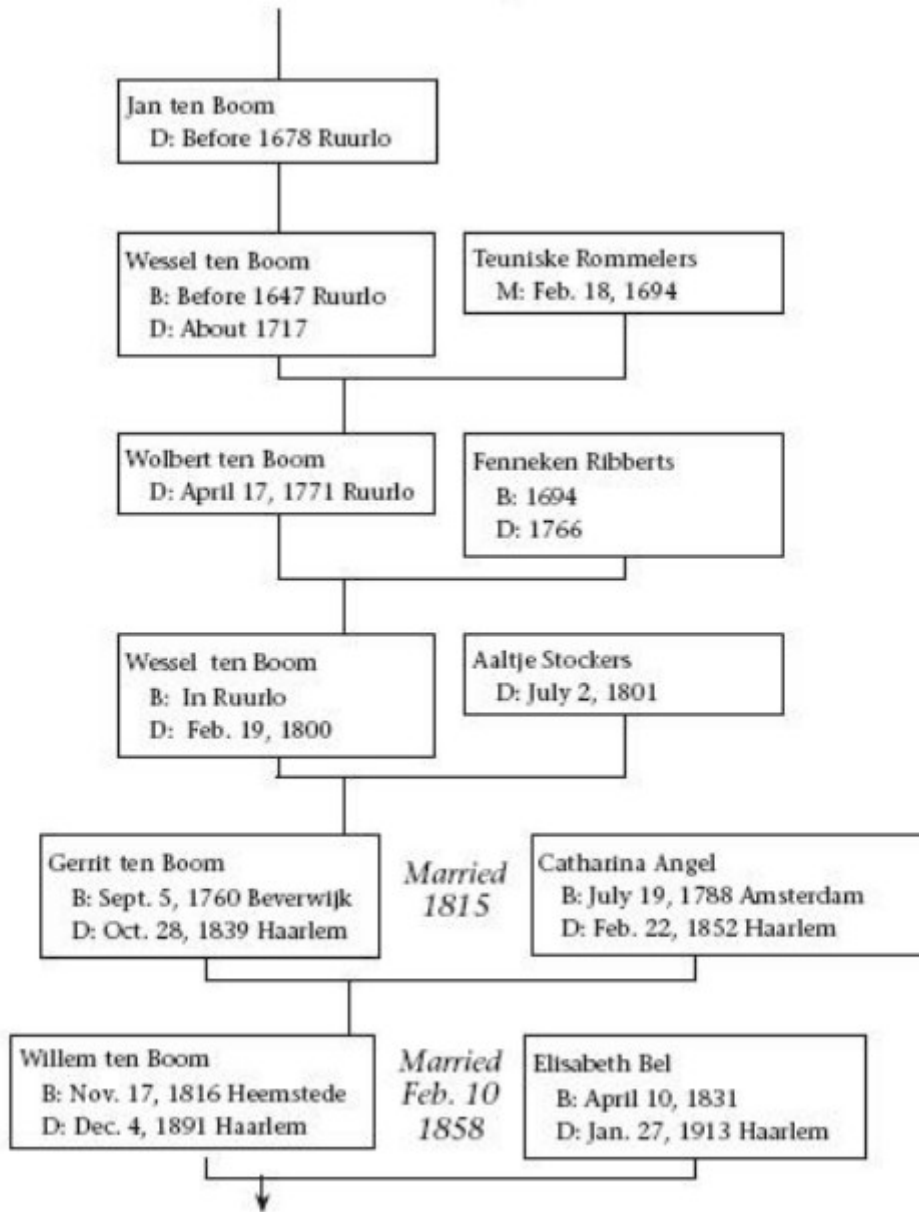 Jan ten Boom
D: Before 1678 Ruurlo
Wessel ten Boom
B: Before 1647 Ruurlo
D: About 1717
Teuniske Rommelers
M: Feb. 18, 1694
Wolbert ten Boom
D: April 17, 1771 Ruurlo
Fenneken Ribberts
B: 1694
D: 1766
Wessel ten Boom
B: In Ruurlo
D: Feb. 19, 1800
Aaltje Stockers
D: July 2, 1801
Gerrit ten Boom
B: Sept. 5, 1760 Beverwijk
D: Oct. 28, 1839 Haarlem
Married
1815
Catharina Angel
B: July 19, 1788 Amsterdam
D: Feb. 22, 1852 Haarlem
Willem ten Boom
B: Nov. 17, 1816 Heemstede
D: Dec. 4, 1891 Haarlem
Married
Feb. 10
1858
Elisabeth Bel
B: April 10, 1831
D: Jan. 27, 1913 Haarlem